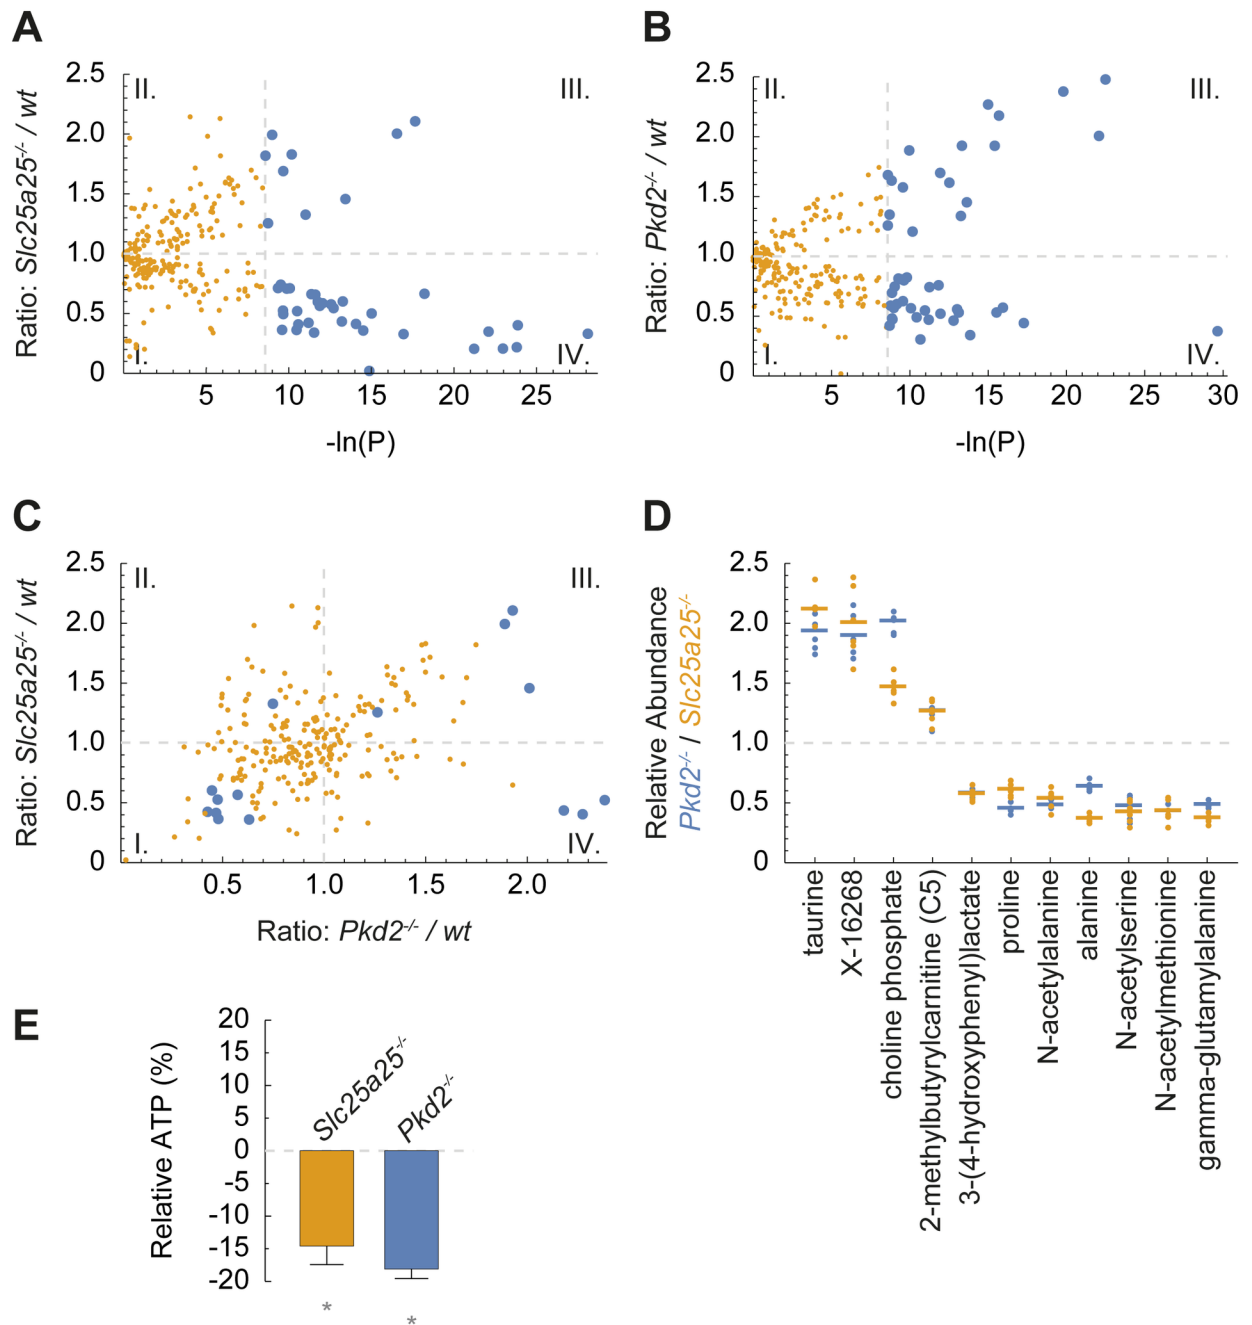 A
Ratio: Slc25a25-/- / wt
2.5
2.0
1.5
1.0
0.5
0
II.
III.
I.
IV.
5
10
15
20
25
-ln(P)
B
Ratio: Pkd2-/- / wt
2.5
2.0
1.5
1.0
0.5
0
II.
III.
I.
IV.
5
10
15
20
25
30
-ln(P)
C
Ratio: Slc25a25-/- / wt
2.5
2.0
1.5
1.0
0.5
0
II.
III.
I.
IV.
0.5
1.0
1.5
2.0
Ratio: Pkd2-/- / wt
D
Relative Abundance
Pkd2-/- / Slc25a25-/-
2.5
2.0
1.5
1.0
0.5
0
taurine
X-16268
choline phosphate
2-methylbutyrylcarnitine (C5)
3-(4-hydroxyphenyl)lactate
proline
N-acetylalanine
alanine
N-acetylserine
N-acetylmethionine
gamma-glutamylalanine
E
Relative ATP (%)
20
15
10
5
0
-5
-10
-15
-20
Slc25a25-/-
Pkd2-/-
*
*